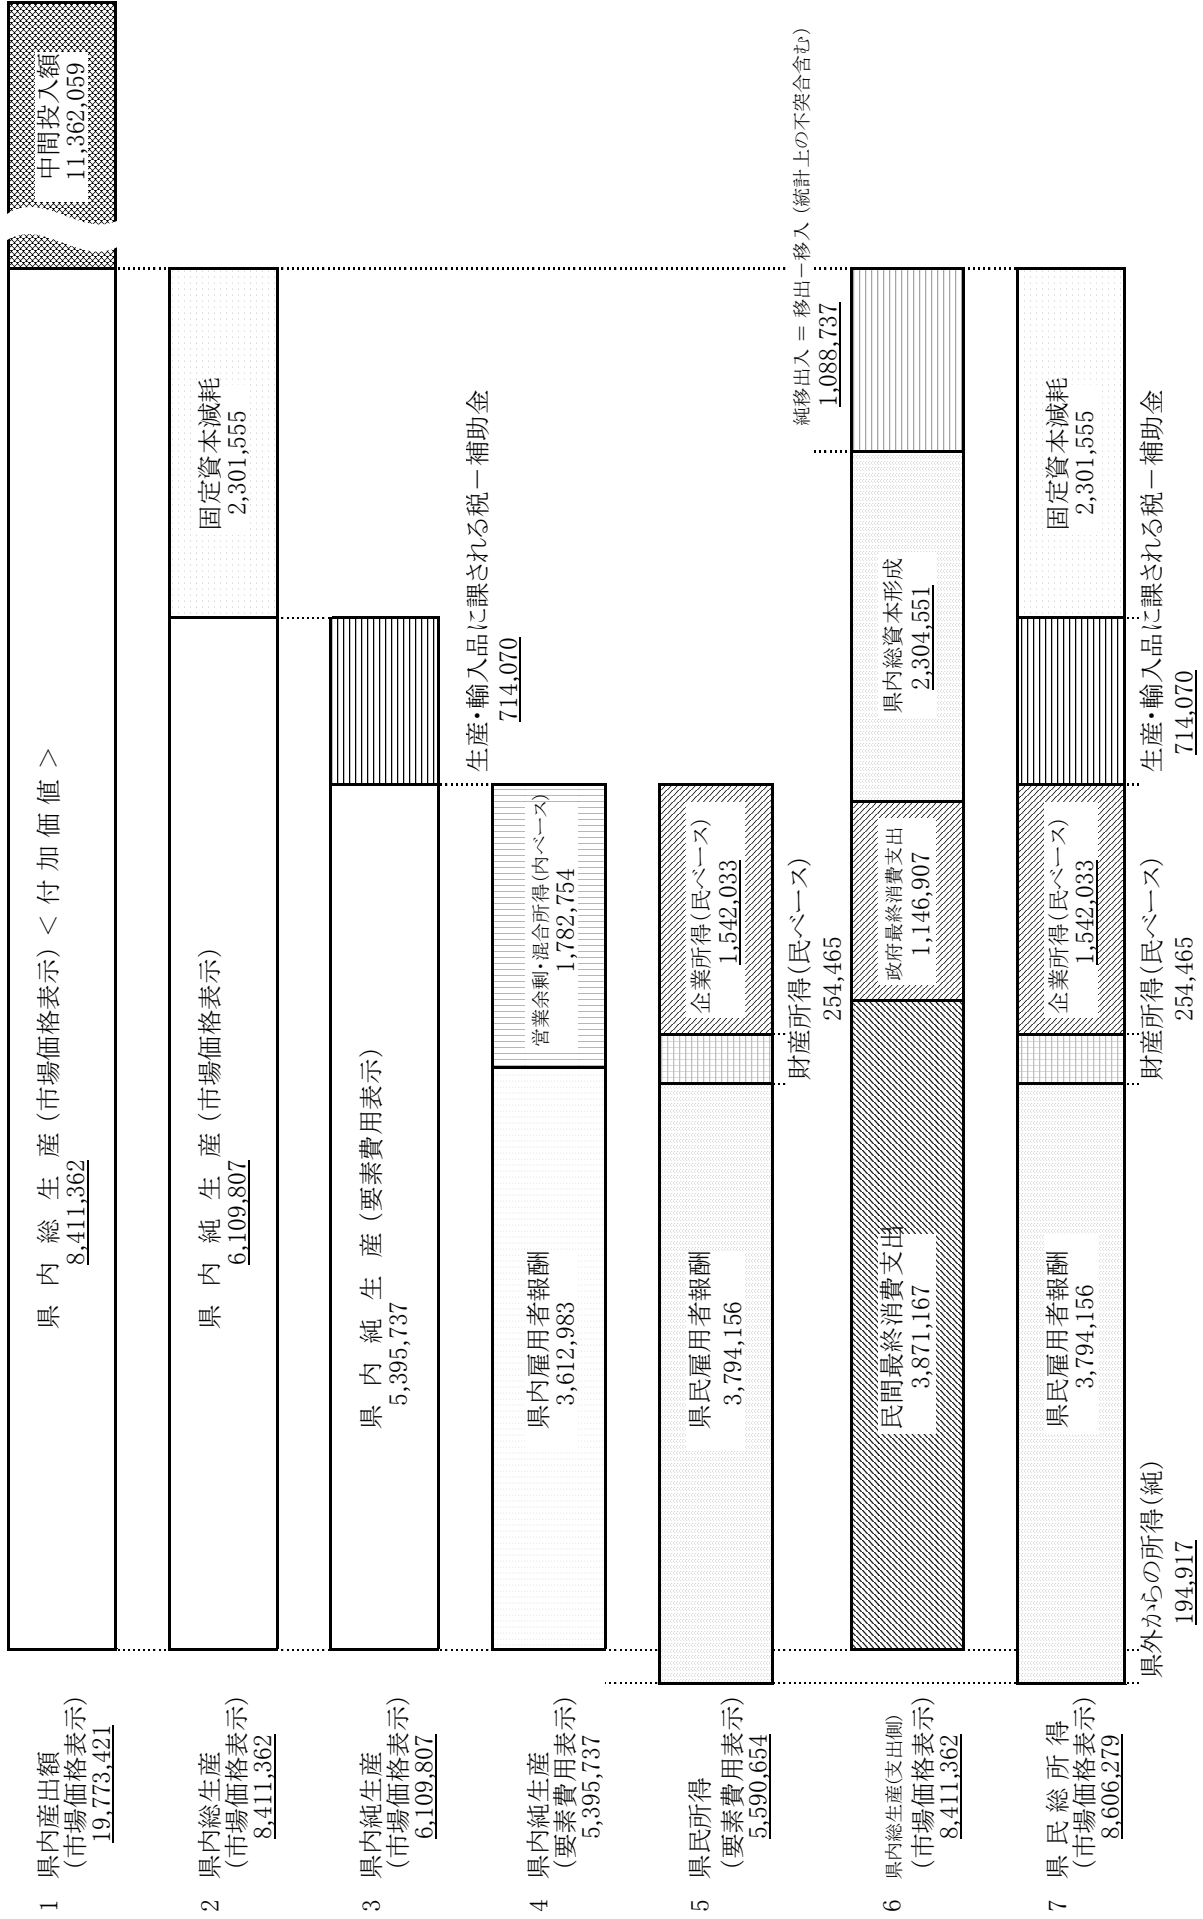 1 県内産出額
(市場価格表示)
19,773,421
県 内 総 生 産 (市場価格表示) < 付 加 価 値 >
8,411,362
中間投入額
11,362,059
2 県内総生産
(市場価格表示)
8,411,362
県 内 純 生 産 (市場価格表示)
6,109,807
固定資本減耗
2,301,555
3 県内純生産
(市場価格表示)
6,109,807
県 内 純 生 産 (要素費用表示)
5,395,737
生産・輸入品に課される税－補助金
714,070
4 県内純生産
(要素費用表示)
5,395,737
県内雇用者報酬
3,612,983
営業余剰・混合所得(内ベース)
1,782,754
5 県民所得
(要素費用表示)
5,590,654
県民雇用者報酬
3,794,156
企業所得(民ベース)
1,542,033
財産所得(民ベース)
254,465
純移出入 ＝ 移出－移入 (統計上の不突合含む)
1,088,737
6 県内総生産(支出側)
(市場価格表示)
8,411,362
民間最終消費支出
3,871,167
政府最終消費支出
1,146,907
県内総資本形成
2,304,551
7 県 民 総 所 得
(市場価格表示)
8,606,279
県民雇用者報酬
3,794,156
企業所得(民ベース)
1,542,033
固定資本減耗
2,301,555
県外からの所得(純)
194,917
財産所得(民ベース)
254,465
生産・輸入品に課される税－補助金
714,070